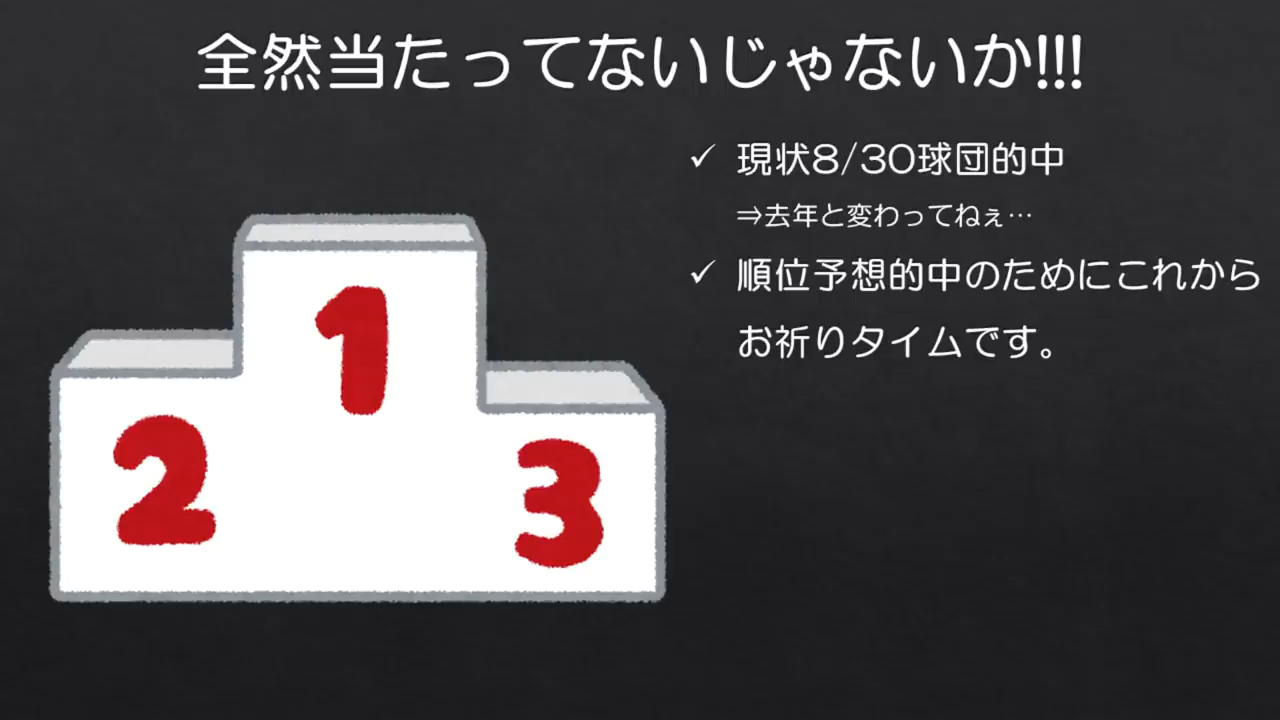 全然当たってないじゃないか!!!
✓ 現状8/30球団的中
⇒去年と変わってねぇ…
✓ 順位予想的中のためにこれから
お祈りタイムです。
1
2
3